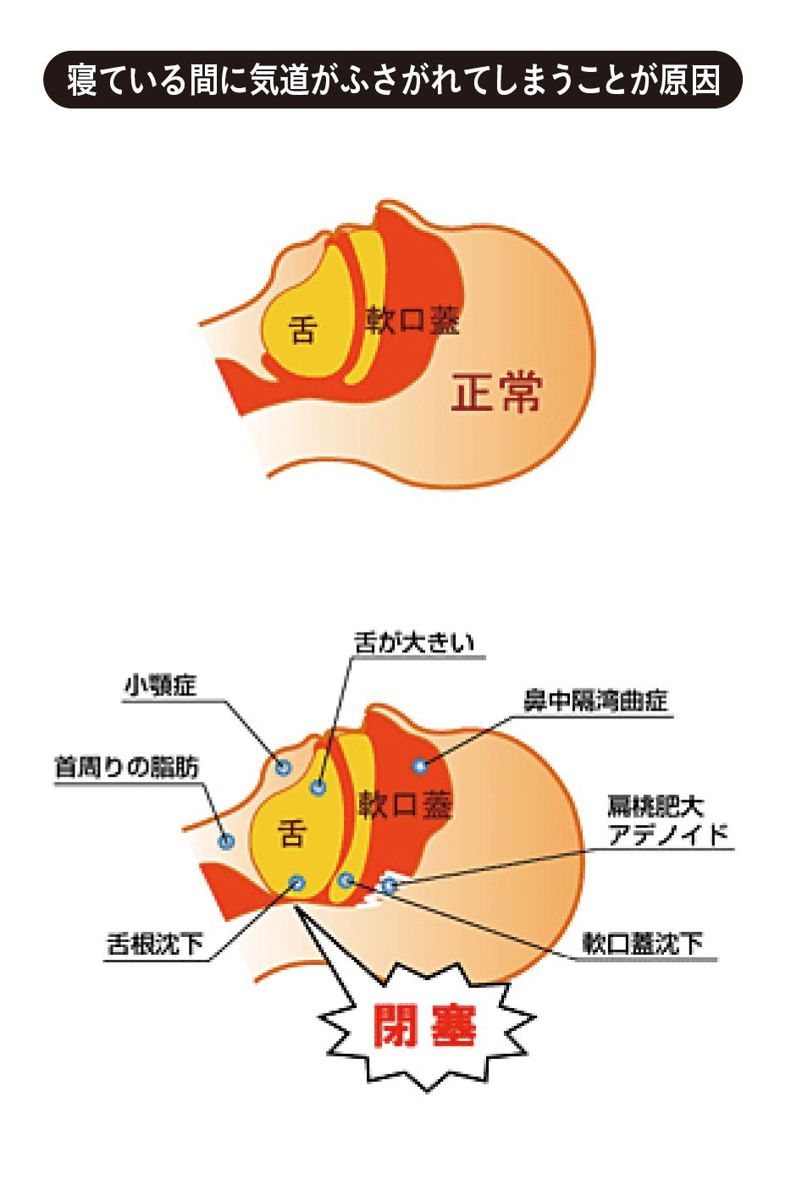 寝ている間に気道がふさがれてしまうことが原因
舌
軟口蓋
正常
舌が大きい
小顎症
鼻中隔湾曲症
首周りの脂肪
扁桃肥大
アデノイド
軟口蓋
舌
舌根沈下
軟口蓋沈下
閉塞